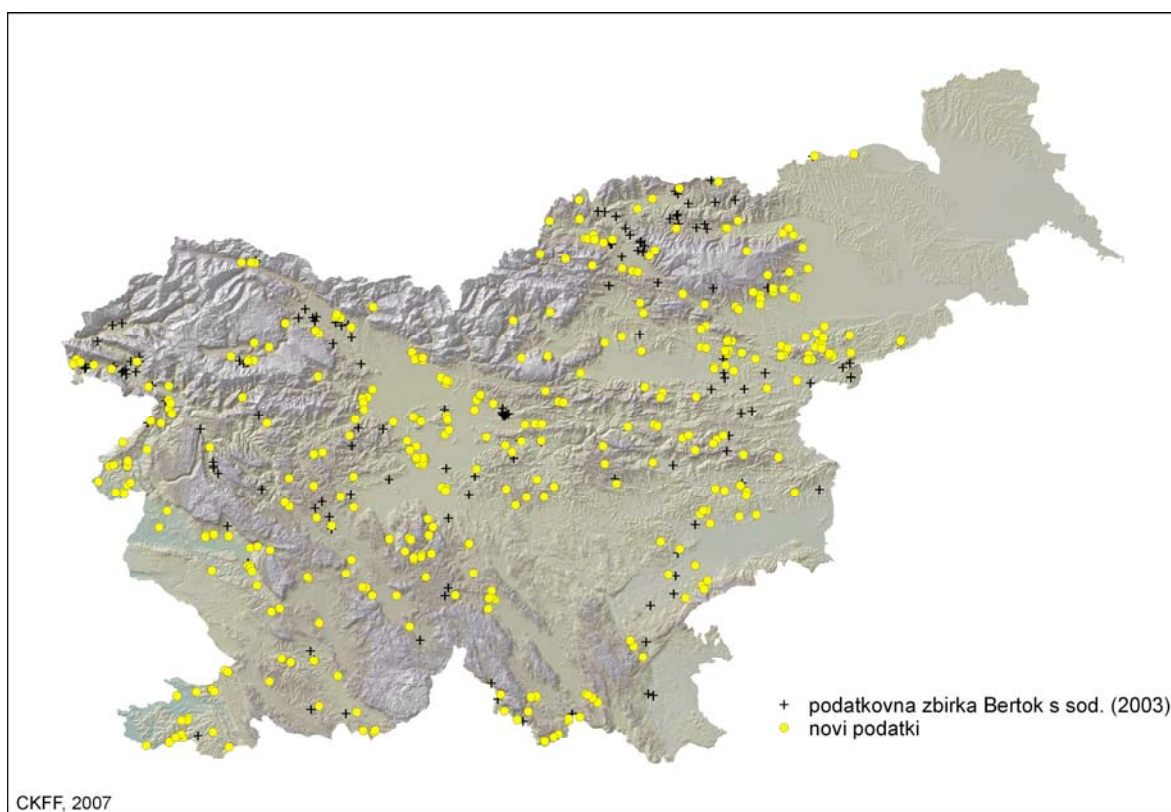 podatkovna zbirka Bertok s sod. (2003)
novi podatki
CKFF, 2007